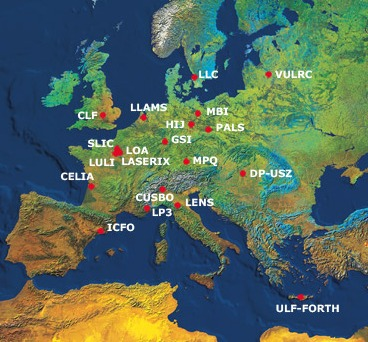 LLC
VULRC
LLAMS
MBI
CLF
HIJ
PALS
GSI
SLIC
LOA
LULI
LASERIX
MPQ
CELIA
DP-USZ
CUSBO
LENS
LP3
ICFO
ULF-FORTH